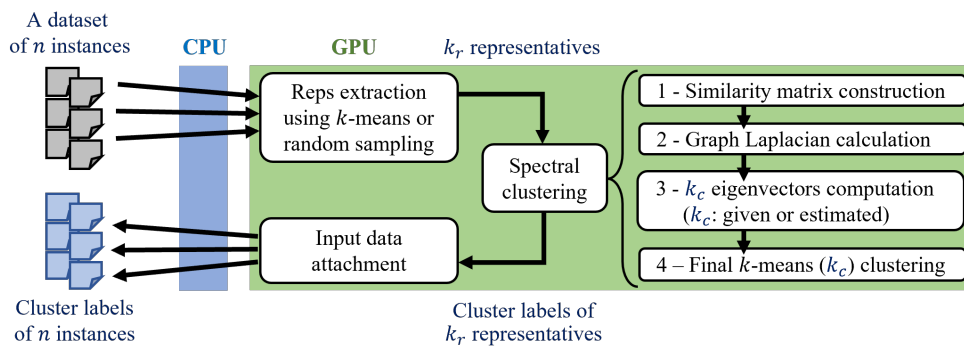 A dataset
of n instances
CPU
GPU
k_r representatives
Reps extraction
using k-means or
random sampling
Spectral
clustering
1 - Similarity matrix construction
2 - Graph Laplacian calculation
3 - k_c eigenvectors computation
(k_c: given or estimated)
4 – Final k-means (k_c) clustering
Input data
attachment
Cluster labels
of n instances
Cluster labels of
k_r representatives